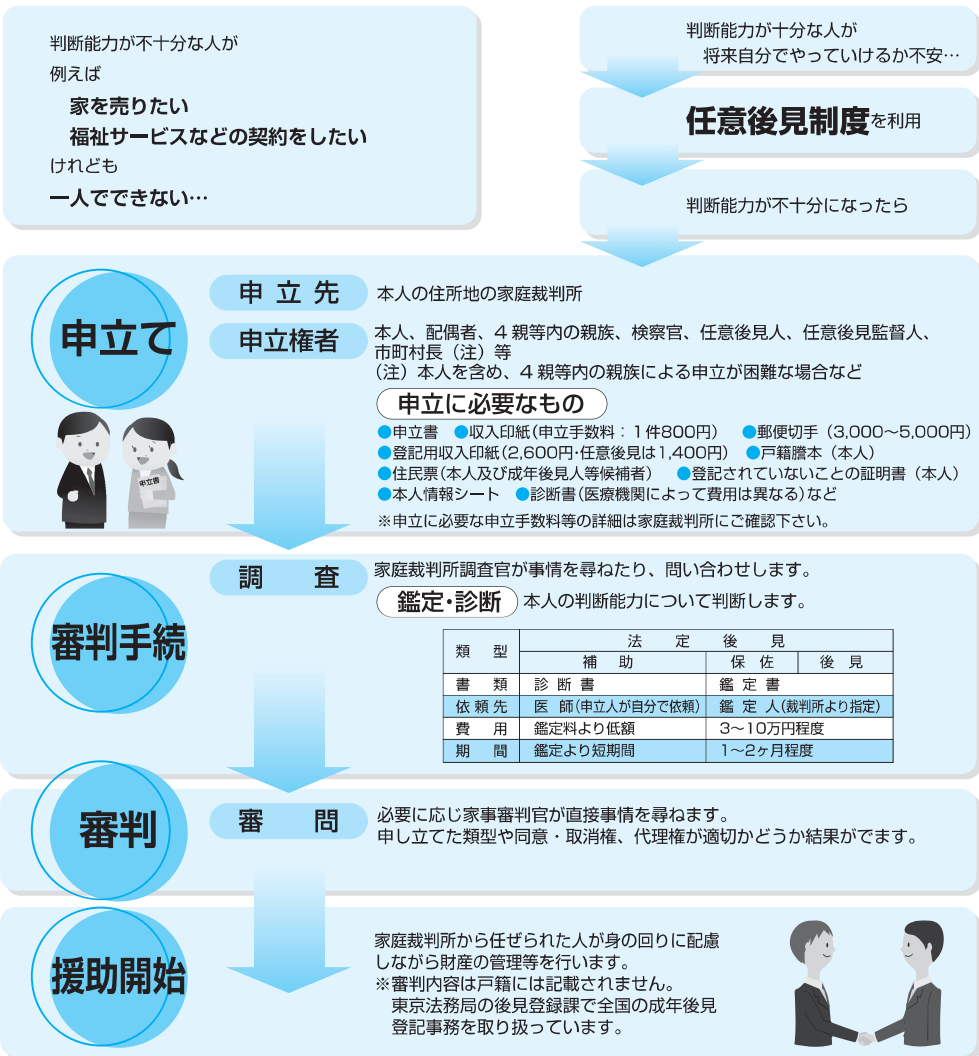 判断能力が不十分な人が
例えば
家を売りたい
福祉サービスなどの契約をしたい
けれども
一人でできない…
判断能力が十分な人が
将来自分でやっていけるか不安…
任意後見制度を利用
判断能力が不十分になったら
申立て
申立先 本人の住所地の家庭裁判所
申立権者 本人、配偶者、4親等内の親族、検察官、任意後見人、任意後見監督人、
市町村長（注）等
（注）本人を含め、4親等内の親族による申立が困難な場合など
申立に必要なもの
●申立書 ●収入印紙（申立手数料：1件800円） ●郵便切手（3,000〜5,000円）
●登記用収入印紙（2,600円・任意後見は1,400円） ●戸籍謄本（本人）
●住民票（本人及び成年後見人等候補者） ●登記されていないことの証明書（本人）
●本人情報シート ●診断書（医療機関によって費用は異なる）など
※申立に必要な申立手数料等の詳細は家庭裁判所にご確認下さい。
申立書
審判手続
調査 家庭裁判所調査官が事情を尋ねたり、問い合わせします。
鑑定・診断 本人の判断能力について判断します。
類型 法定後見
補助 保佐 後見
書類 診断書 鑑定書
依頼先 医師（申立人が自分で依頼） 鑑定人（裁判所より指定）
費用 鑑定料より低額 3〜10万円程度
期間 鑑定より短期間 1〜2ヶ月程度
審判
審問 必要に応じ家事審判官が直接事情を尋ねます。
申し立てた類型や同意・取消権、代理権が適切かどうか結果がでます。
援助開始
家庭裁判所から任ぜられた人が身の回りに配慮
しながら財産の管理等を行います。
※審判内容は戸籍には記載されません。
東京法務局の後見登録課で全国の成年後見
登記事務を取り扱っています。